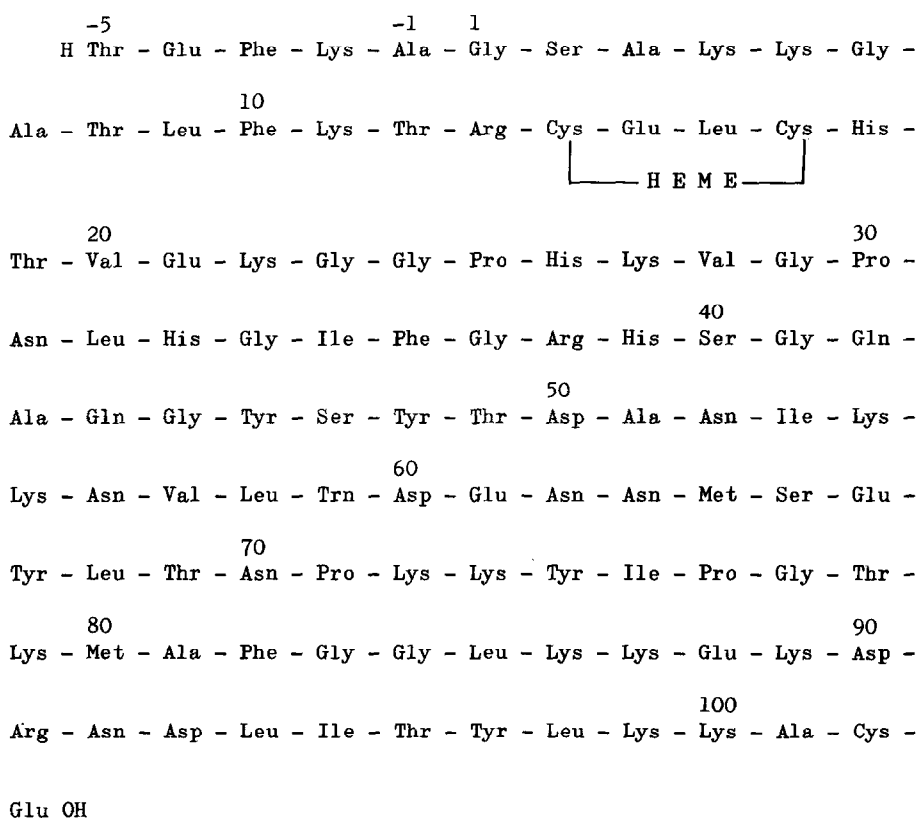 -5 -1 1
H Thr - Glu - Phe - Lys - Ala - Gly - Ser - Ala - Lys - Lys - Gly -
10
Ala - Thr - Leu - Phe - Lys - Thr - Arg - Cys - Glu - Leu - Cys - His -
HEME
20 30
Thr - Val - Glu - Lys - Gly - Gly - Pro - His - Lys - Val - Gly - Pro -
40
Asn - Leu - His - Gly - Ile - Phe - Gly - Arg - His - Ser - Gly - Gln -
50
Ala - Gln - Gly - Tyr - Ser - Tyr - Thr - Asp - Ala - Asn - Ile - Lys -
60
Lys - Asn - Val - Leu - Trn - Asp - Glu - Asn - Asn - Met - Ser - Glu -
70
Tyr - Leu - Thr - Asn - Pro - Lys - Lys - Tyr - Ile - Pro - Gly - Thr -
80 90
Lys - Met - Ala - Phe - Gly - Gly - Leu - Lys - Lys - Glu - Lys - Asp -
100
Arg - Asn - Asp - Leu - Ile - Thr - Tyr - Leu - Lys - Lys - Ala - Cys -
Glu OH